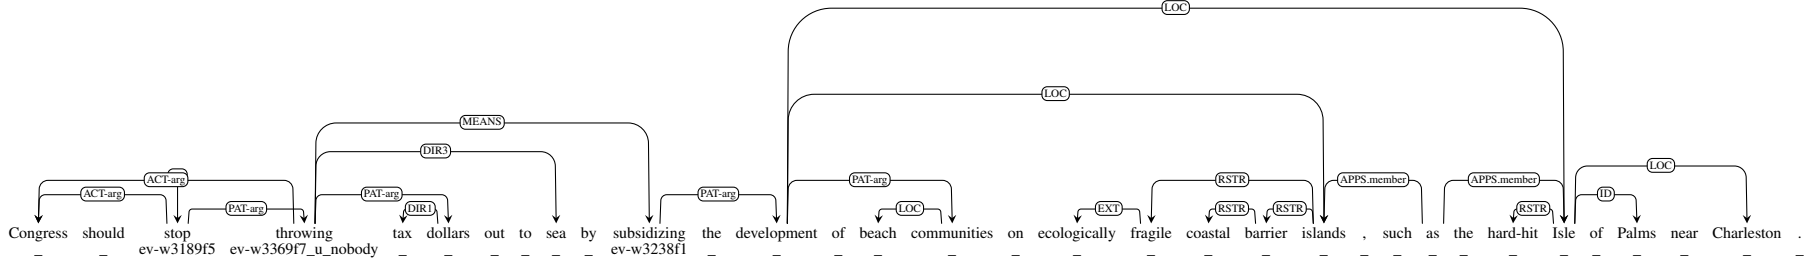 LOC
LOC
MEANS
DIR3
ACT-arg LOC
ACT-arg PAT-arg PAT-arg PAT-arg RSTR APPS.member APPS.member ID
PAT-arg DIR1 LOC EXT RSTR RSTR RSTR
Congress should stop throwing tax dollars out to sea by subsidizing the development of beach communities on ecologically fragile coastal barrier islands , such as the hard-hit Isle of Palms near Charleston .
_ _ ev-w3189f5 ev-w3369f7_u_nobody _ _ _ _ _ _ ev-w3238f1 _ _ _ _ _ _ _ _ _ _ _ _ _ _ _ _ _ _ _ _ _ _